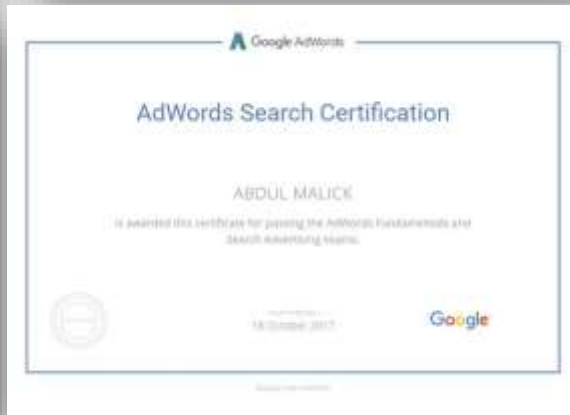 Google AdWords
AdWords Search Certification
ABDUL MALICK
is awarded this certificate for passing the AdWords Fundamentals and
Search Advertising exams.
18 October 2017
Google